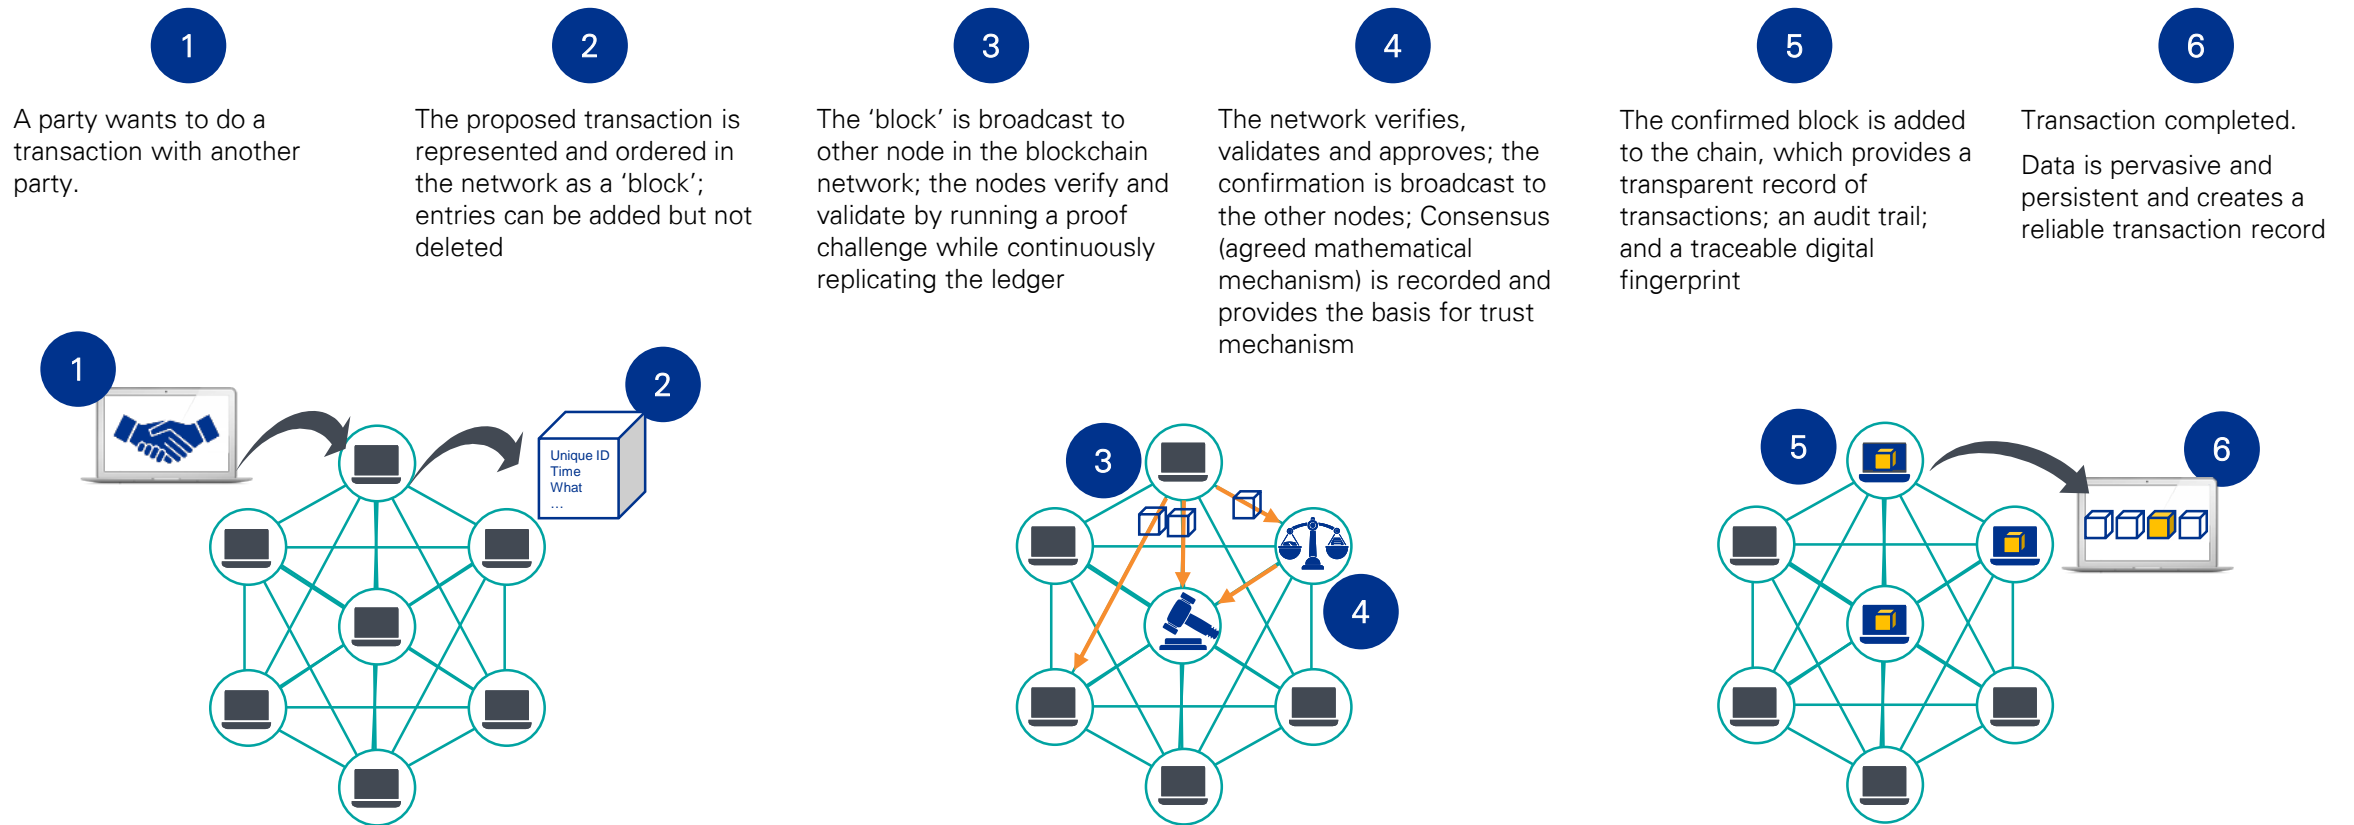 1
A party wants to do a
transaction with another
party.
2
The proposed transaction is
represented and ordered in
the network as a ‘block’;
entries can be added but not
deleted
3
The ‘block’ is broadcast to
other node in the blockchain
network; the nodes verify and
validate by running a proof
challenge while continuously
replicating the ledger
4
The network verifies,
validates and approves; the
confirmation is broadcast to
the other nodes; Consensus
(agreed mathematical
mechanism) is recorded and
provides the basis for trust
mechanism
5
The confirmed block is added
to the chain, which provides a
transparent record of
transactions; an audit trail;
and a traceable digital
fingerprint
6
Transaction completed.
Data is pervasive and
persistent and creates a
reliable transaction record
1
2
Unique ID
Time
What
...
3
4
5
6